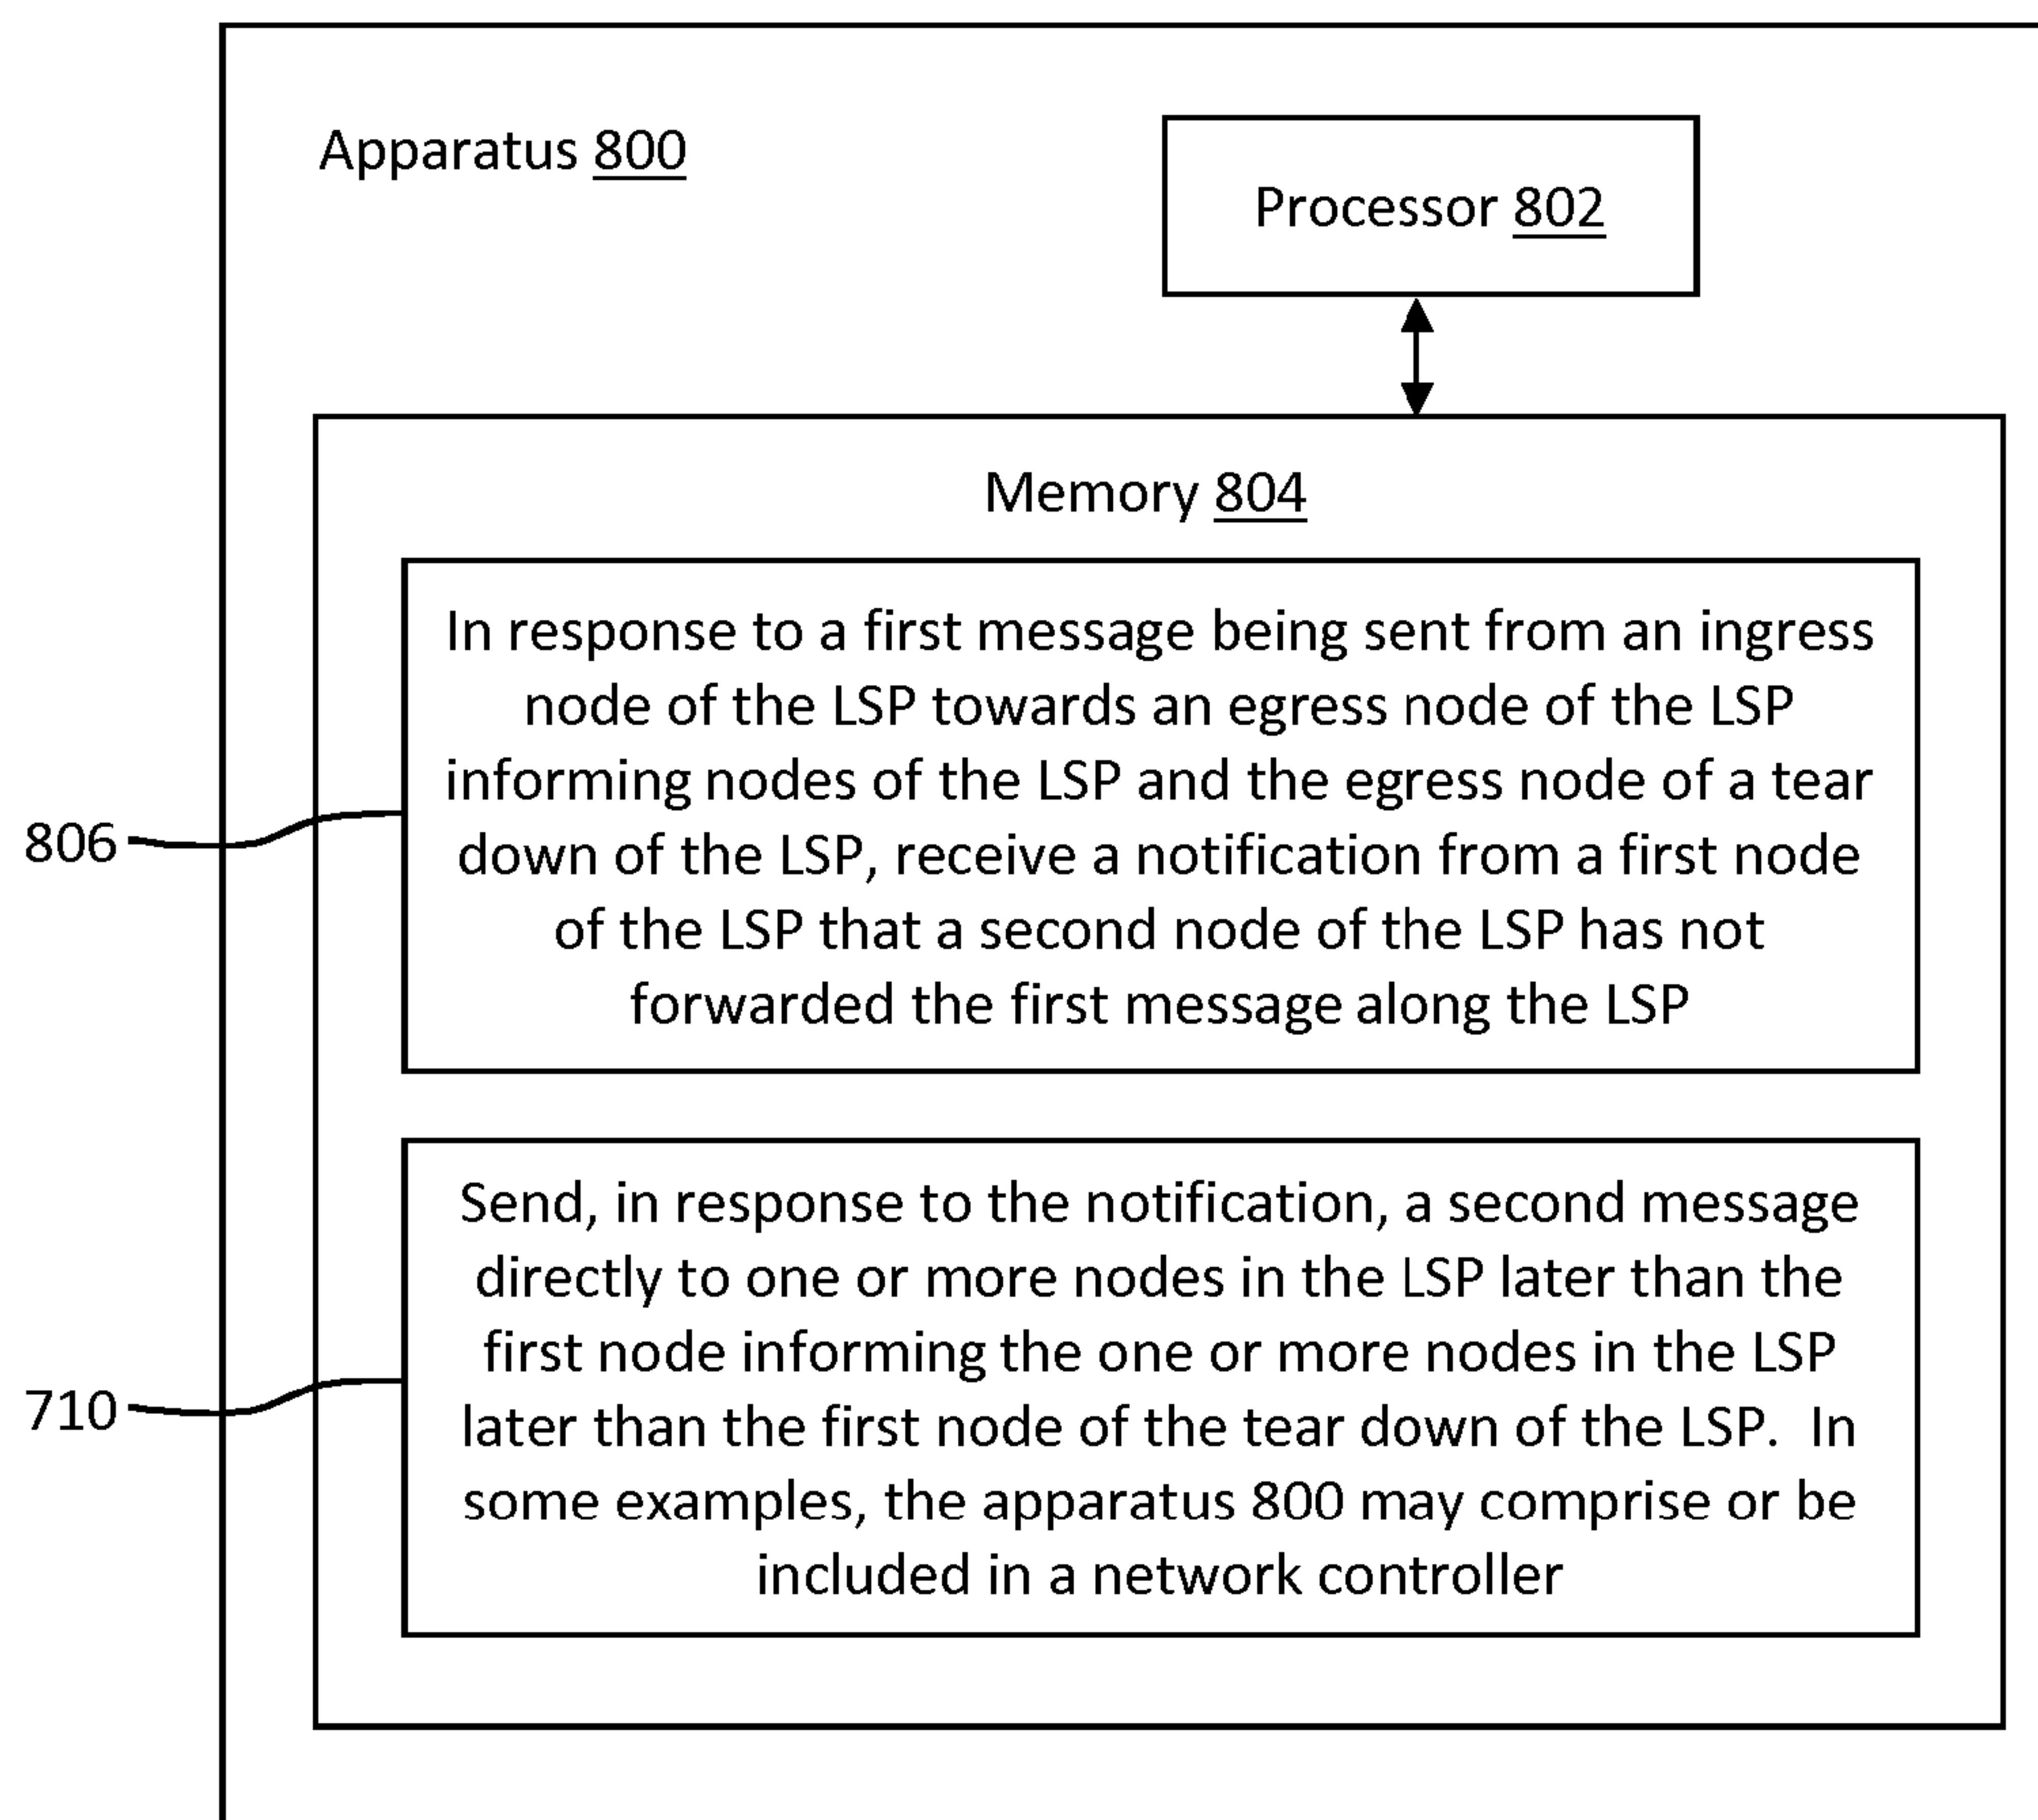 Apparatus 800
Processor 802
Memory 804
In response to a first message being sent from an ingress
node of the LSP towards an egress node of the LSP
informing nodes of the LSP and the egress node of a tear
down of the LSP, receive a notification from a first node
of the LSP that a second node of the LSP has not
forwarded the first message along the LSP
806
Send, in response to the notification, a second message
directly to one or more nodes in the LSP later than the
first node informing the one or more nodes in the LSP
later than the first node of the tear down of the LSP. In
some examples, the apparatus 800 may comprise or be
included in a network controller
710